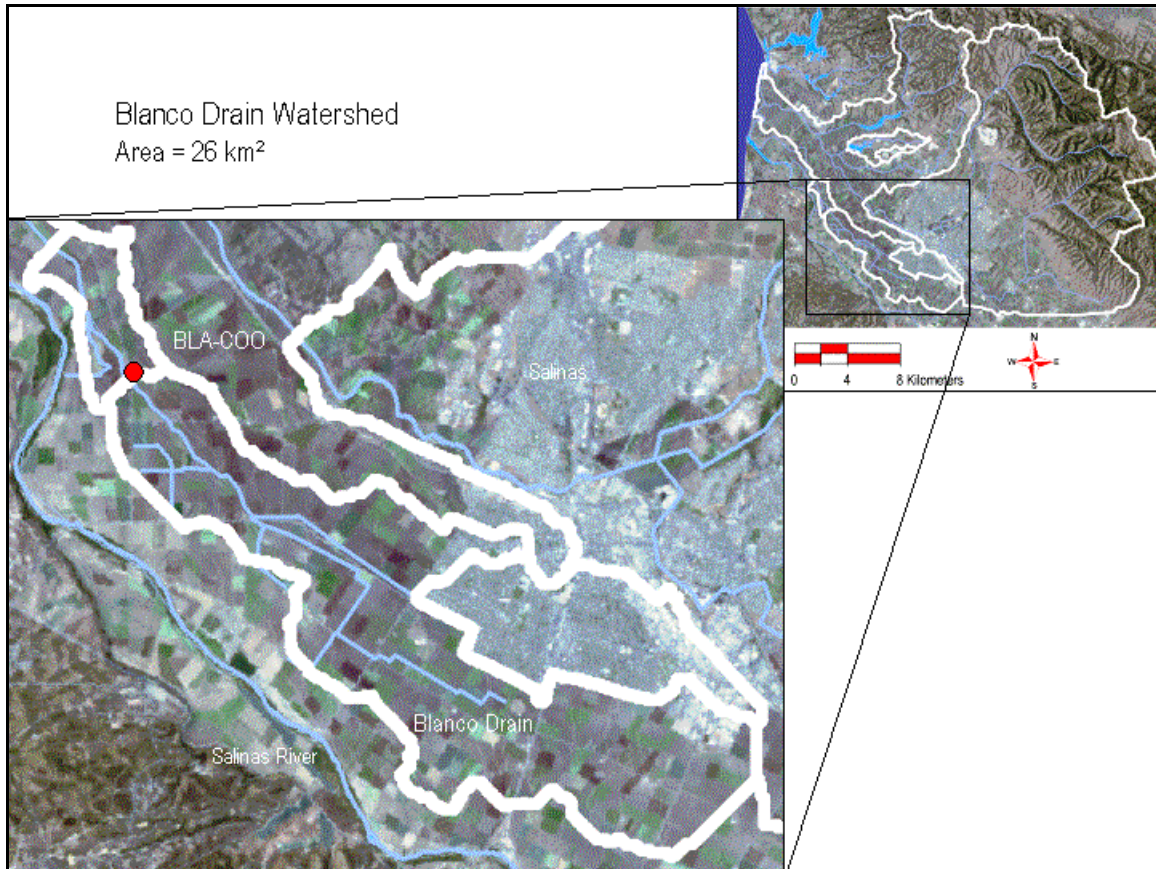 Blanco Drain Watershed
Area = 26 km²
BLA-COO
Salinas
Blanco Drain
Salinas River
N
W E
S
0 4 8 Kilometers